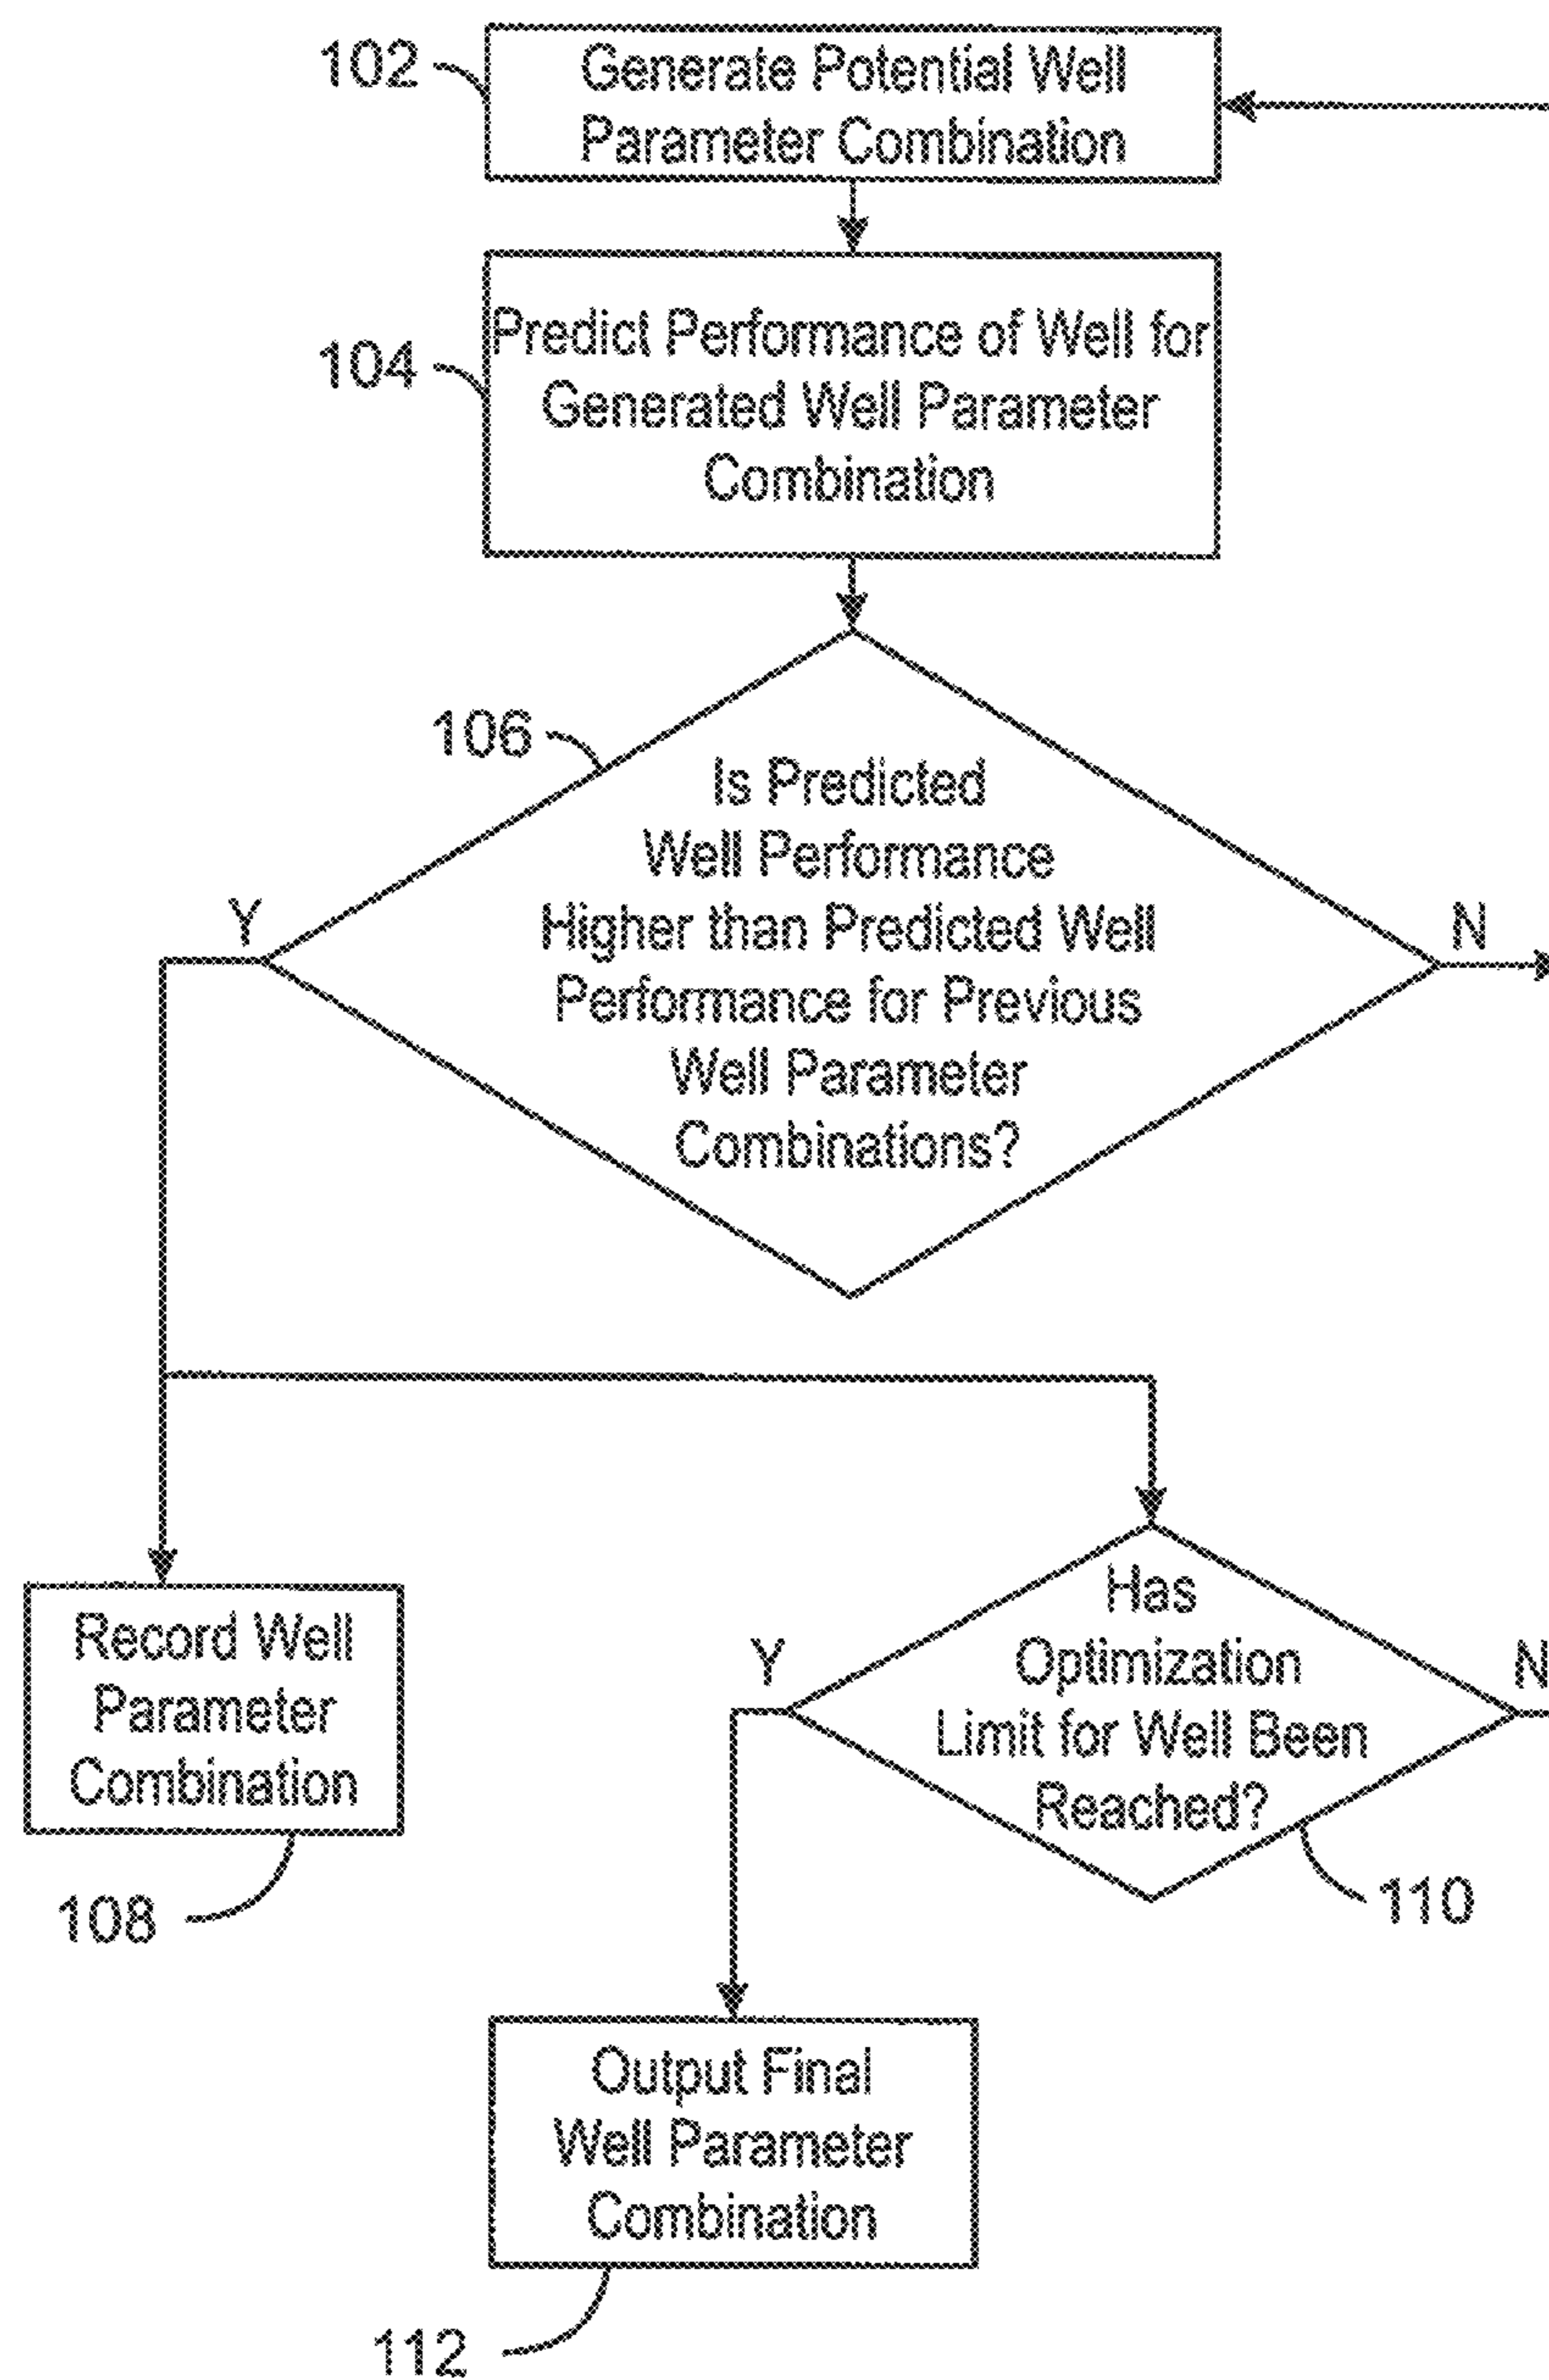 102
Generate Potential Well
Parameter Combination
104
Predict Performance of Well for
Generated Well Parameter
Combination
106
Is Predicted
Well Performance
Higher than Predicted Well
Performance for Previous
Well Parameter
Combinations?
Y
N
Record Well
Parameter
Combination
108
Has
Optimization
Limit for Well Been
Reached?
Y
N
110
Output Final
Well Parameter
Combination
112